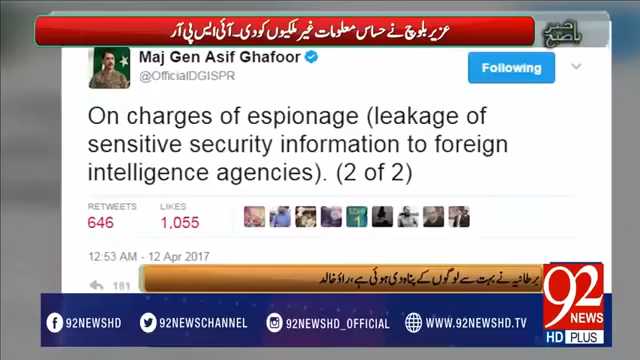 عزیر بلوچ نے حساس معلومات غیر ملکیوں کو دی۔ آئی ایس پی آر
Maj Gen Asif Ghafoor
@OfficialDGISPR
Following
On charges of espionage (leakage of
sensitive security information to foreign
intelligence agencies). (2 of 2)
RETWEETS LIKES
646 1,055
12:53 AM - 12 Apr 2017
181
برطانیہ نے بہت سے لوگوں کے پناہ دی ہوئی ہے، راؤ خالد
92NEWSHD
92NEWSCHANNEL
92NEWSHD_OFFICIAL
WWW.92NEWSHD.TV
92
NEWS
HD PLUS